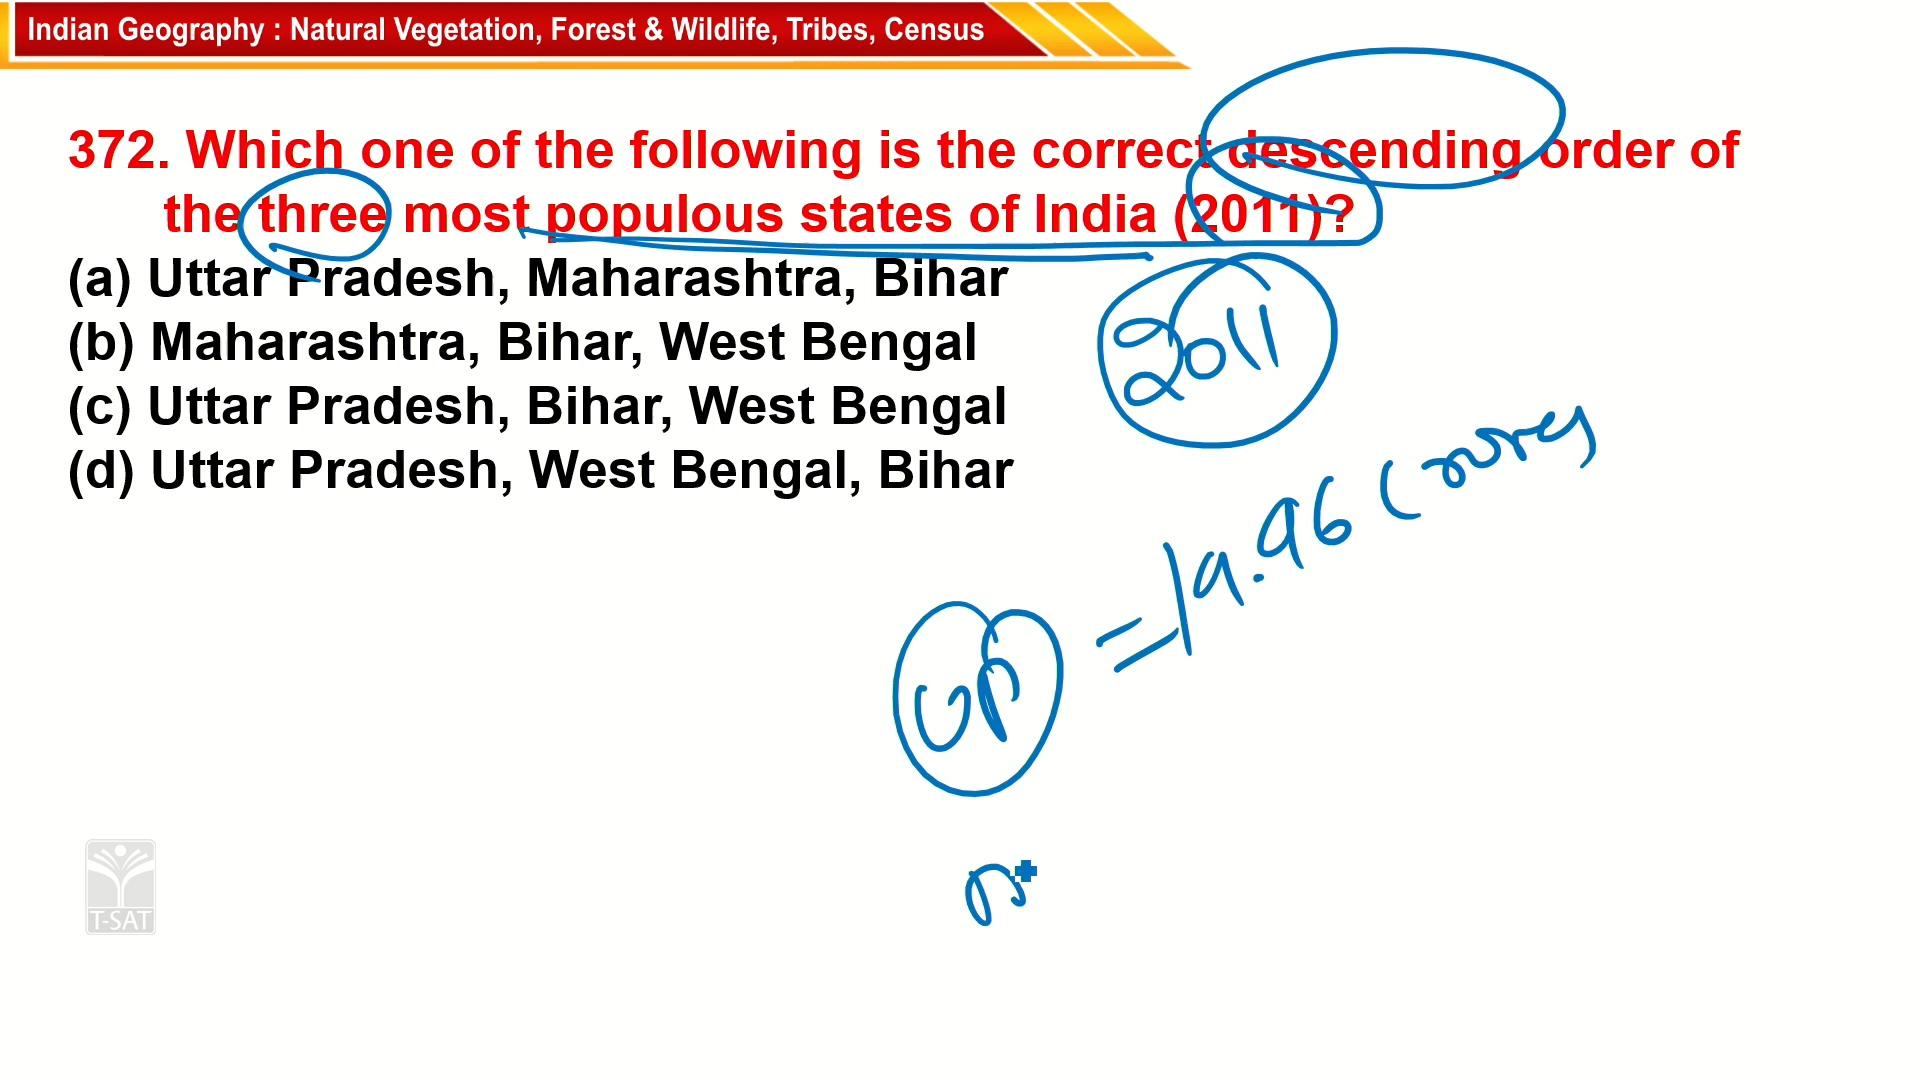 Indian Geography : Natural Vegetation, Forest & Wildlife, Tribes, Census
372. Which one of the following is the correct descending order of
the three most populous states of India (2011)?
(a) Uttar Pradesh, Maharashtra, Bihar
(b) Maharashtra, Bihar, West Bengal
(c) Uttar Pradesh, Bihar, West Bengal
(d) Uttar Pradesh, West Bengal, Bihar
2011
UP = 19.96 Crores
T-SAT